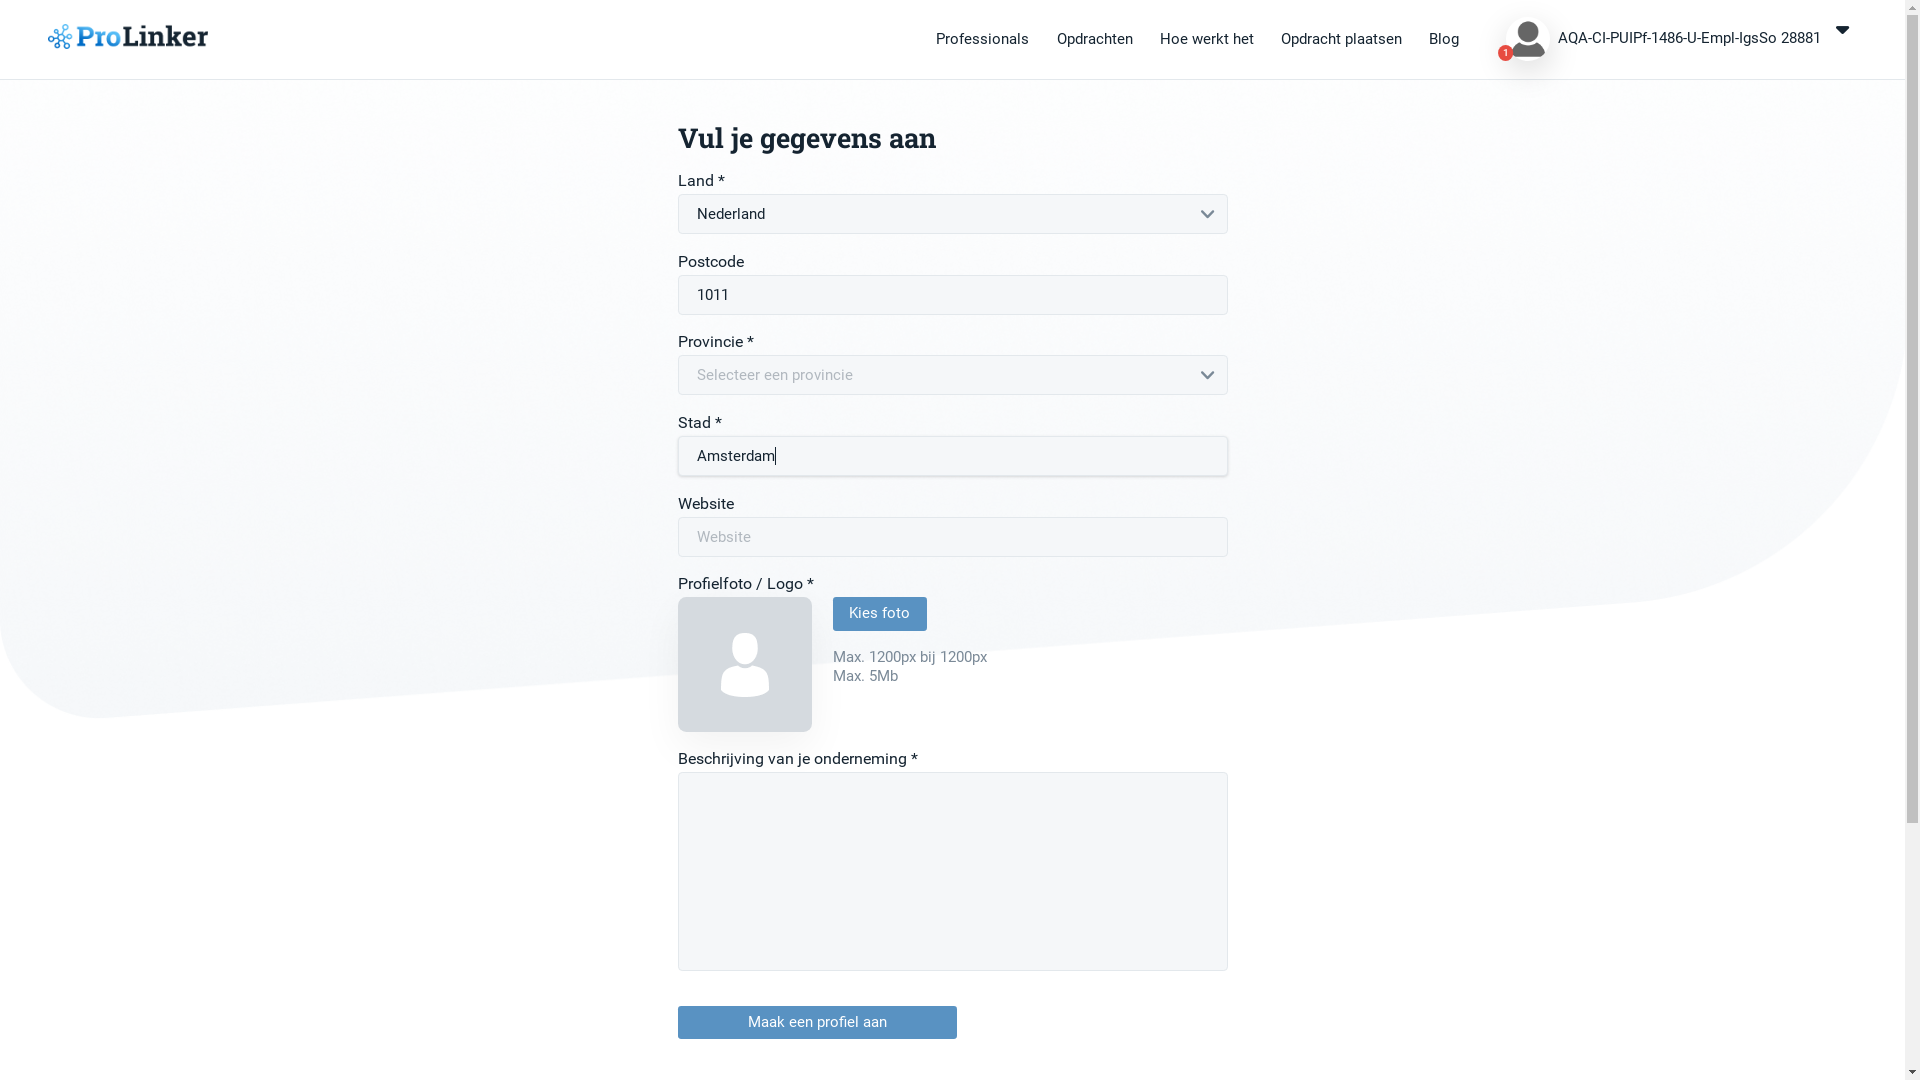 ProLinker
Professionals
Opdrachten
Hoe werkt het
Opdracht plaatsen
Blog
1
AQA-CI-PUIPf-1486-U-Empl-IgsSo 28881
Vul je gegevens aan
Land *
Nederland
Postcode
1011
Provincie *
Selecteer een provincie
Stad *
Amsterdam
Website
Website
Profielfoto / Logo *
Kies foto
Max. 1200px bij 1200px
Max. 5Mb
Beschrijving van je onderneming *
Maak een profiel aan